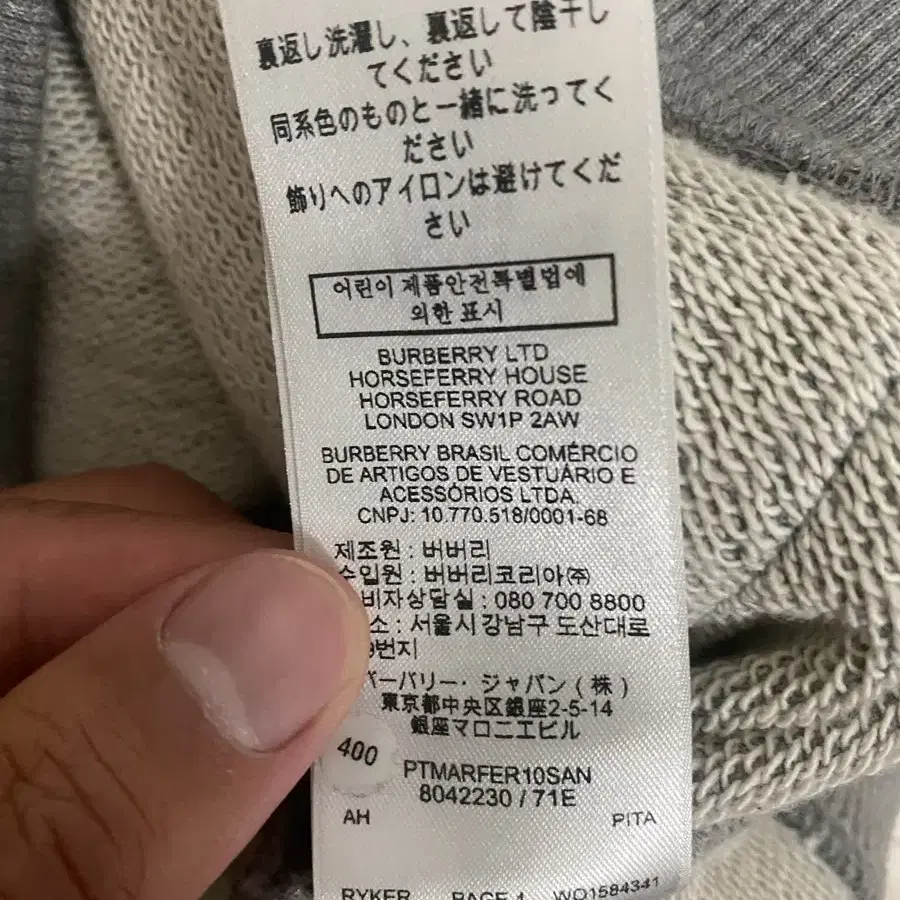 裏返し洗濯し、裏返して陰干し
てください
同系色のものと一緒に洗ってく
ださい
飾りへのアイロンは避けてくだ
さい
어린이 제품안전특별법에
의한 표시
BURBERRY LTD
HORSEFERRY HOUSE
HORSEFERRY ROAD
LONDON SW1P 2AW
BURBERRY BRASIL COMÉRCIO
DE ARTIGOS DE VESTUÁRIO E
ACESSÓRIOS LTDA.
CNPJ: 10.770.518/0001-68
제조원 : 버버리
수입원 : 버버리코리아(주)
비자상담실 : 080 700 8800
소 : 서울시 강남구 도산대로
9번지
バーバリー・ジャパン(株)
東京都中央区銀座2-5-14
銀座マロニエビル
400
PTMARFER10SAN
8042230 / 71E
AH PITA
RYKER PAGE 4 WO1584341